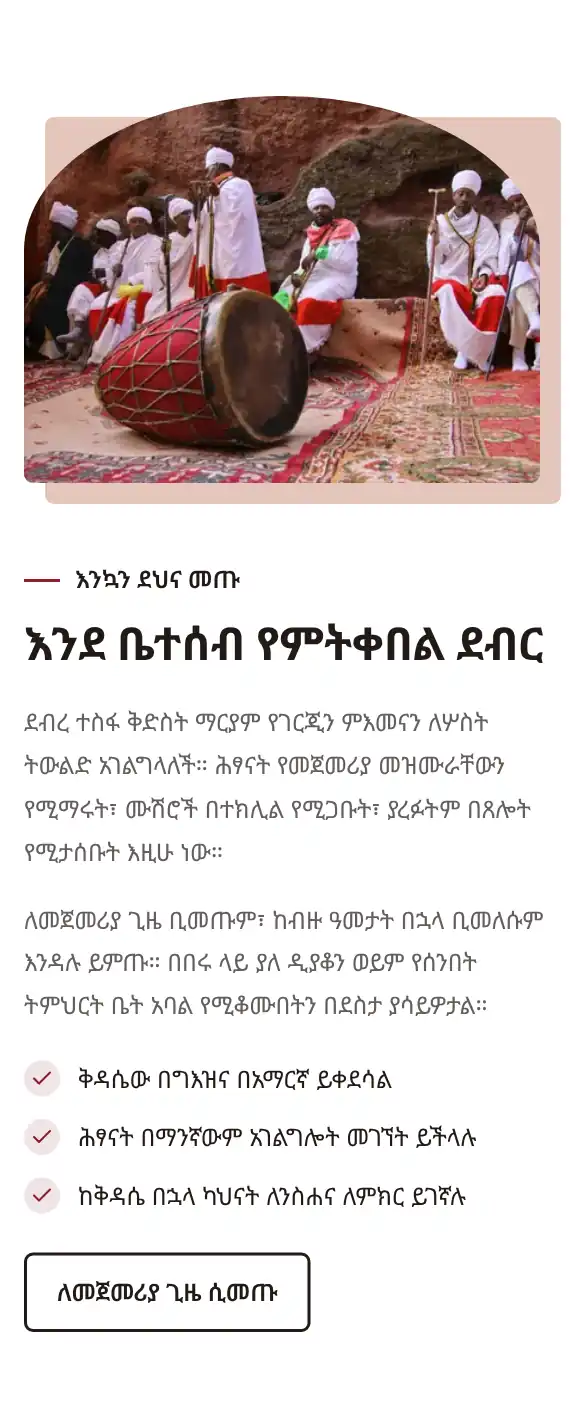 እንኳን ደህና መጡ
እንደ ቤተሰብ የምትቀበል ደብር
ደብረ ተስፋ ቅድስት ማርያም የገርጂን ምእመናን ለሦስት
ትውልድ አገልግላለች። ሕፃናት የመጀመሪያ መዝሙራቸውን
የሚማሩት፣ ሙሽሮች በተክሊል የሚጋቡት፣ ያረፉትም በጸሎት
የሚታሰቡት እዚሁ ነው።
ለመጀመሪያ ጊዜ ቢመጡም፣ ከብዙ ዓመታት በኋላ ቢመለሱም
እንዳሉ ይምጡ። በበሩ ላይ ያለ ዲያቆን ወይም የሰንበት
ትምህርት ቤት አባል የሚቆሙበትን በደስታ ያሳይዎታል።
ቅዳሴው በግእዝና በአማርኛ ይቀደሳል
ሕፃናት በማንኛውም አገልግሎት መገኘት ይችላሉ
ከቅዳሴ በኋላ ካህናት ለንስሐና ለምክር ይገኛሉ
ለመጀመሪያ ጊዜ ሲመጡ